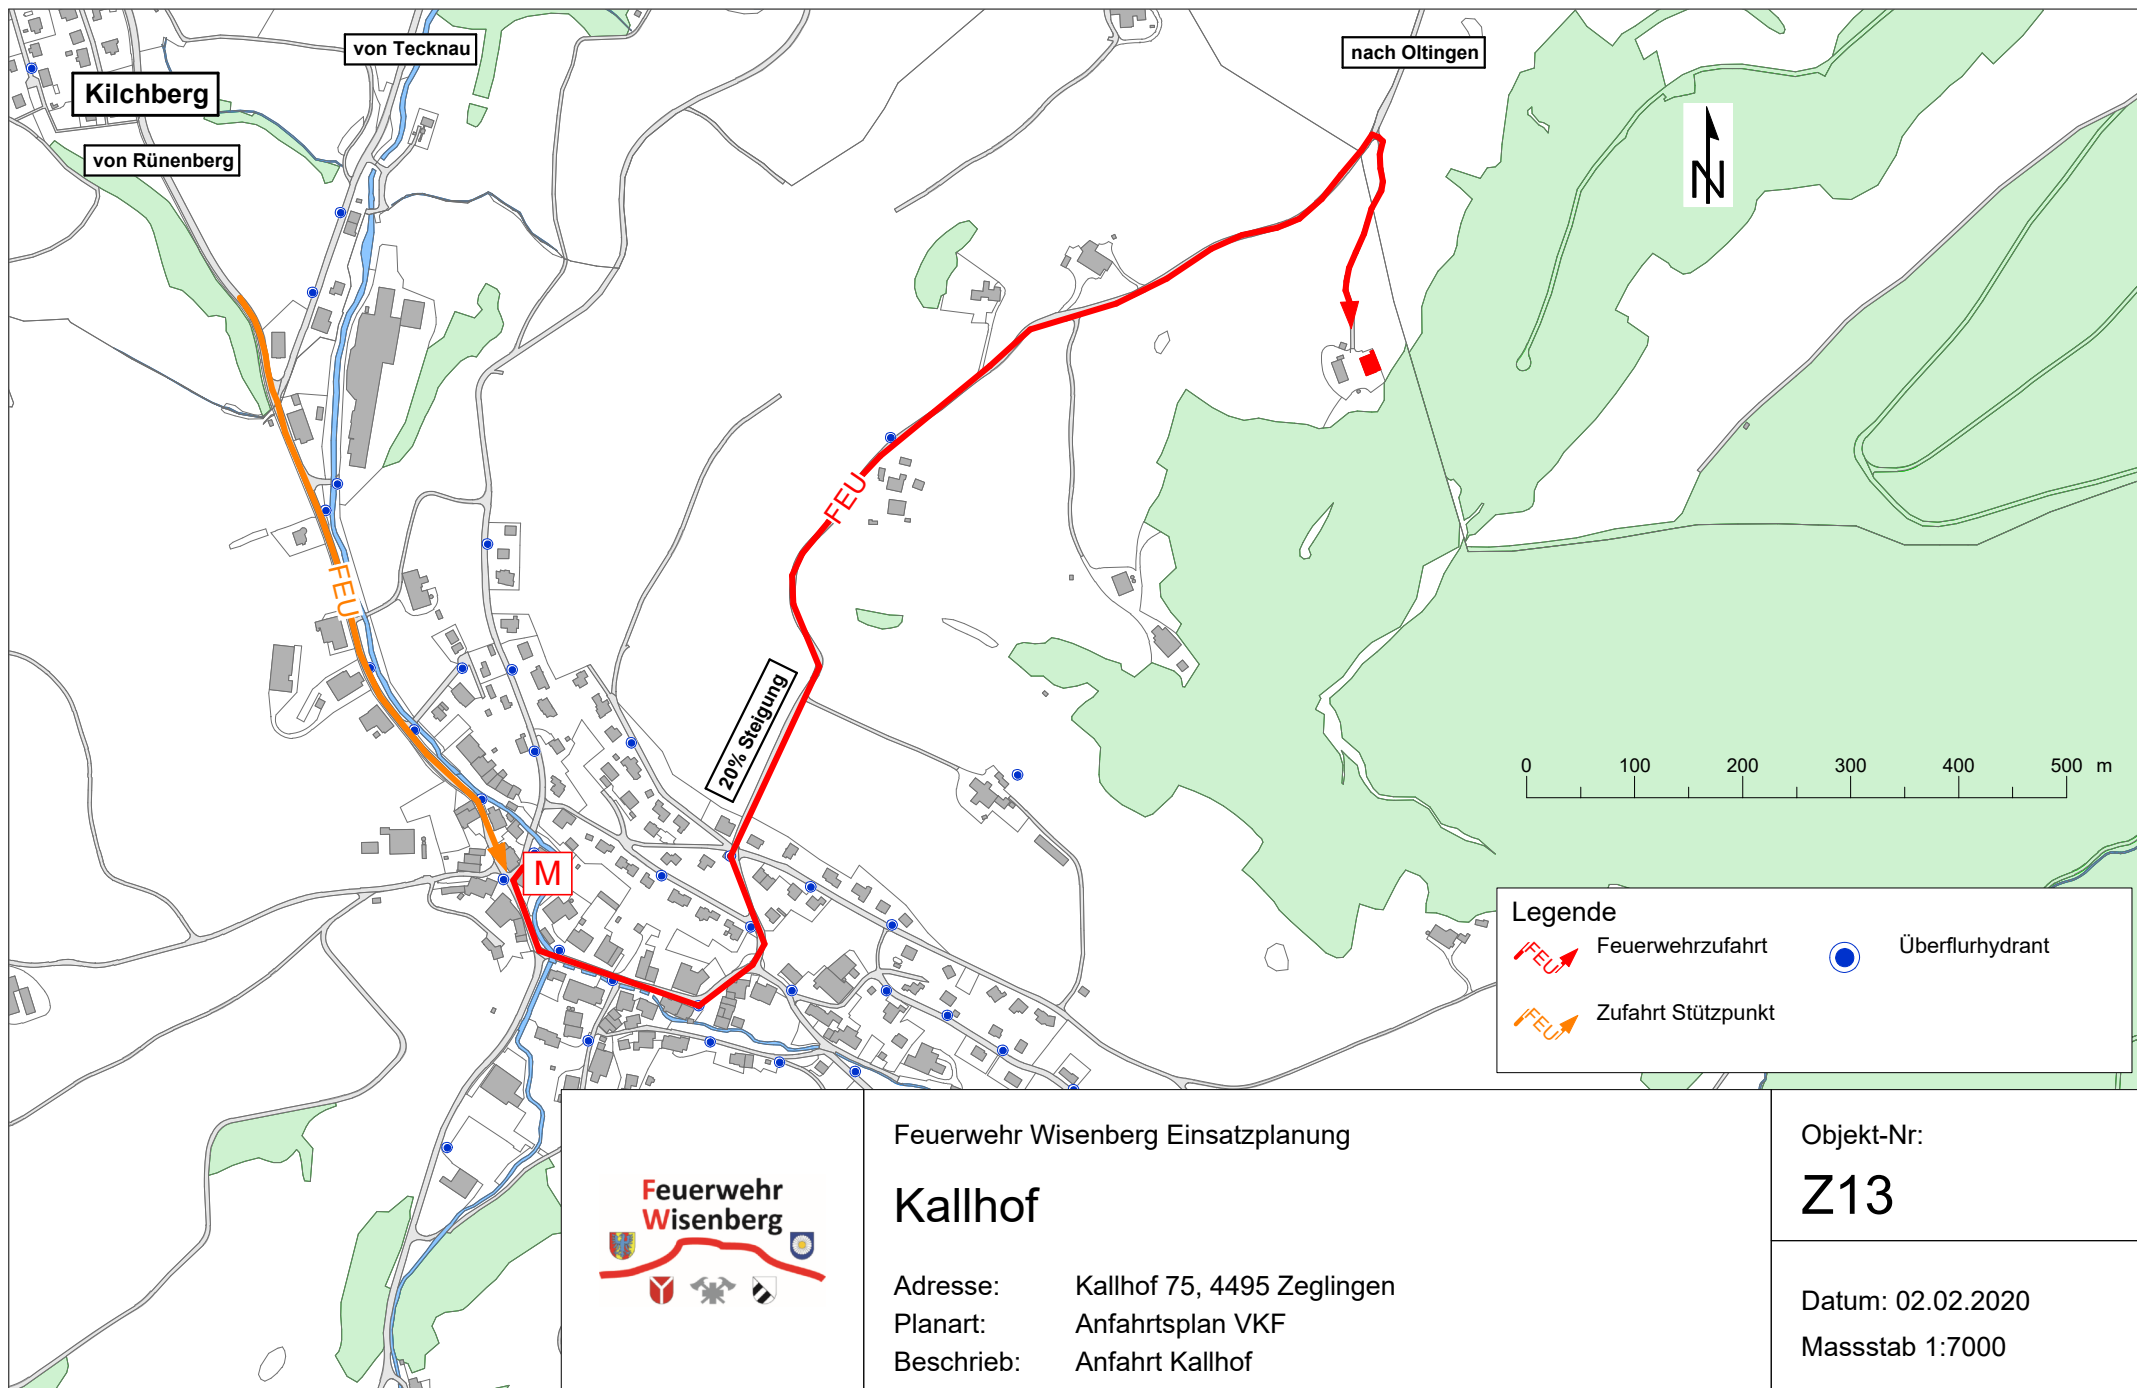 von Tecknau
nach Oltingen
Kilchberg
von Rünenberg
N
FEU
FEU
20% Steigung
M
0 100 200 300 400 500 m
Legende
FEU Feuerwehrzufahrt Überflurhydrant
FEU Zufahrt Stützpunkt
Feuerwehr
Wisenberg
Feuerwehr Wisenberg Einsatzplanung
Kallhof
Adresse: Kallhof 75, 4495 Zeglingen
Planart: Anfahrtsplan VKF
Beschrieb: Anfahrt Kallhof
Objekt-Nr:
Z13
Datum: 02.02.2020
Massstab 1:7000